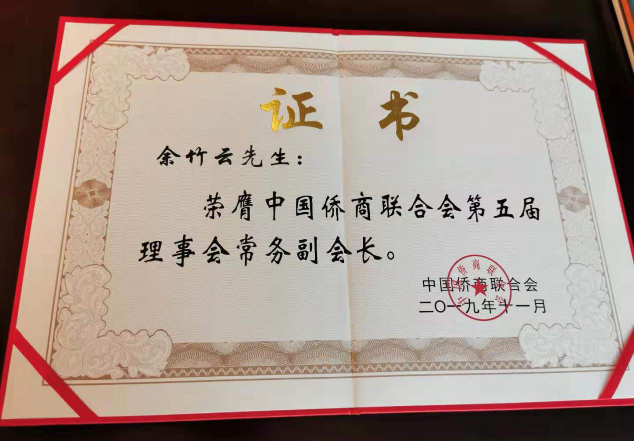 证书
余竹云先生：
荣膺中国侨商联合会第五届
理事会常务副会长。
中国侨商联合会
二〇一九年十一月